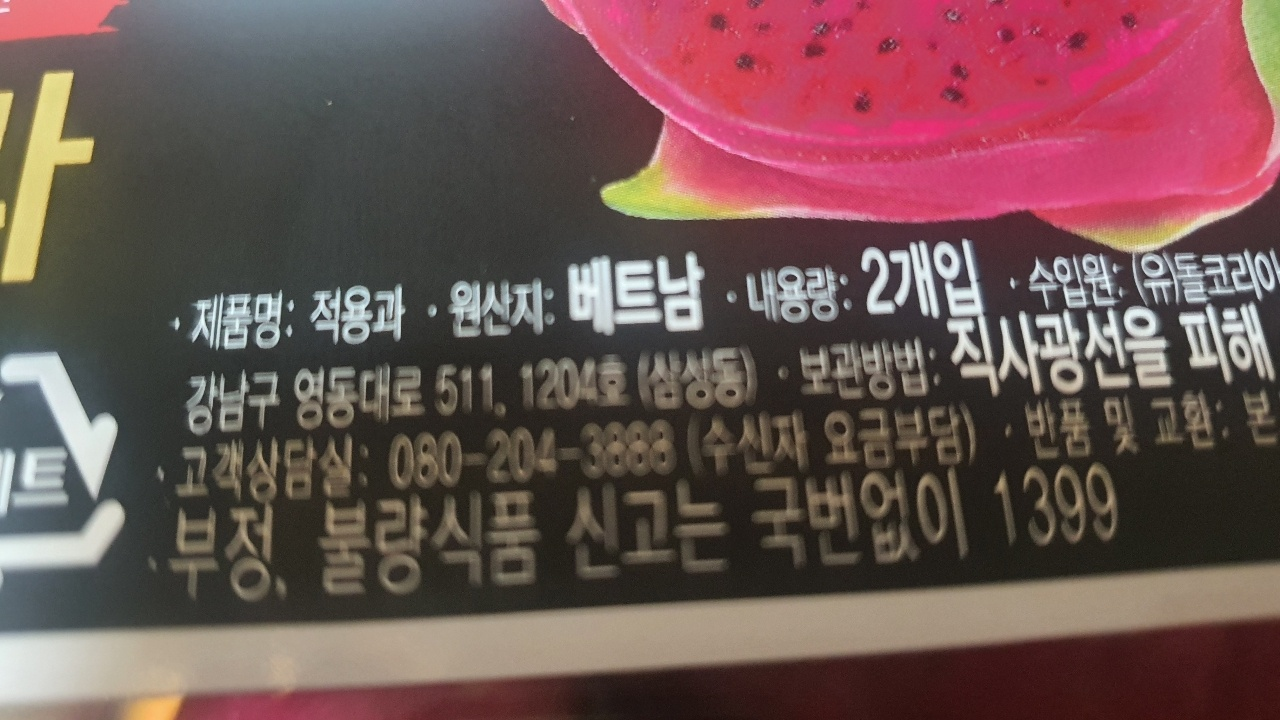 · 제품명: 적용과 · 원산지: 베트남 · 내용량: 2개입 · 수입원: (유)돌코리아
강남구 영동대로 511, 1204호 (삼성동) · 보관방법: 직사광선을 피해
· 고객상담실: 080-204-3888 (수신자 요금부담) · 반품 및 교환: 본
· 부정, 불량식품 신고는 국번없이 1399